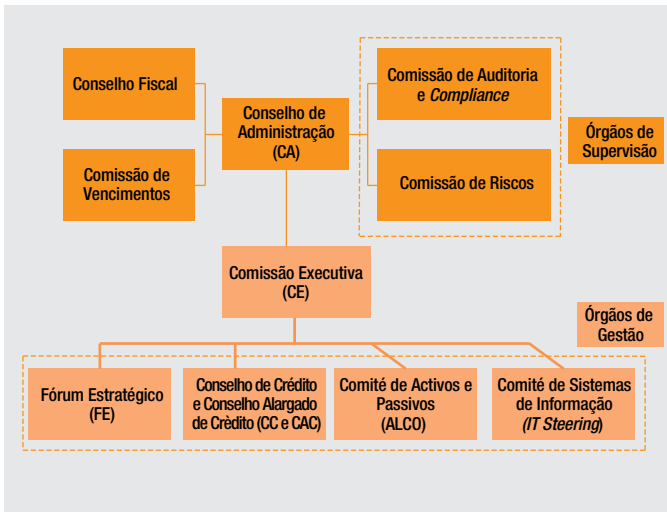 Conselho Fiscal
Comissão de
Vencimentos
Conselho de
Administração
(CA)
Comissão de Auditoria
e Compliance
Comissão de Riscos
Órgãos de
Supervisão
Comissão Executiva
(CE)
Órgãos de
Gestão
Fórum Estratégico
(FE)
Conselho de Crédito
e Conselho Alargado
de Crèdito (CC e CAC)
Comité de Activos e
Passivos
(ALCO)
Comité de Sistemas
de Informação
(IT Steering)